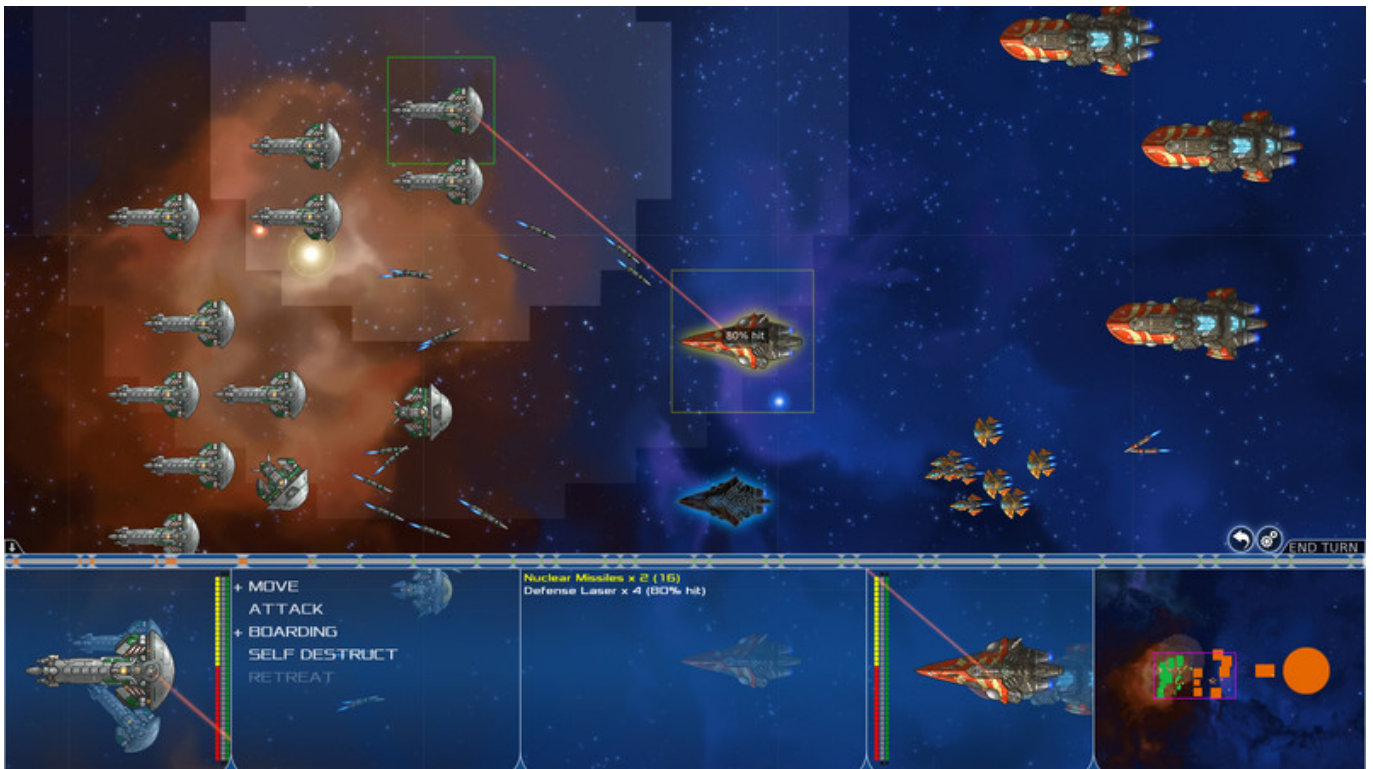 80% hit
END TURN
+ MOVE
ATTACK
+ BOARDING
SELF DESTRUCT
RETREAT
Nuclear Missiles x 2 (16)
Defense Laser x 4 (80% hit)